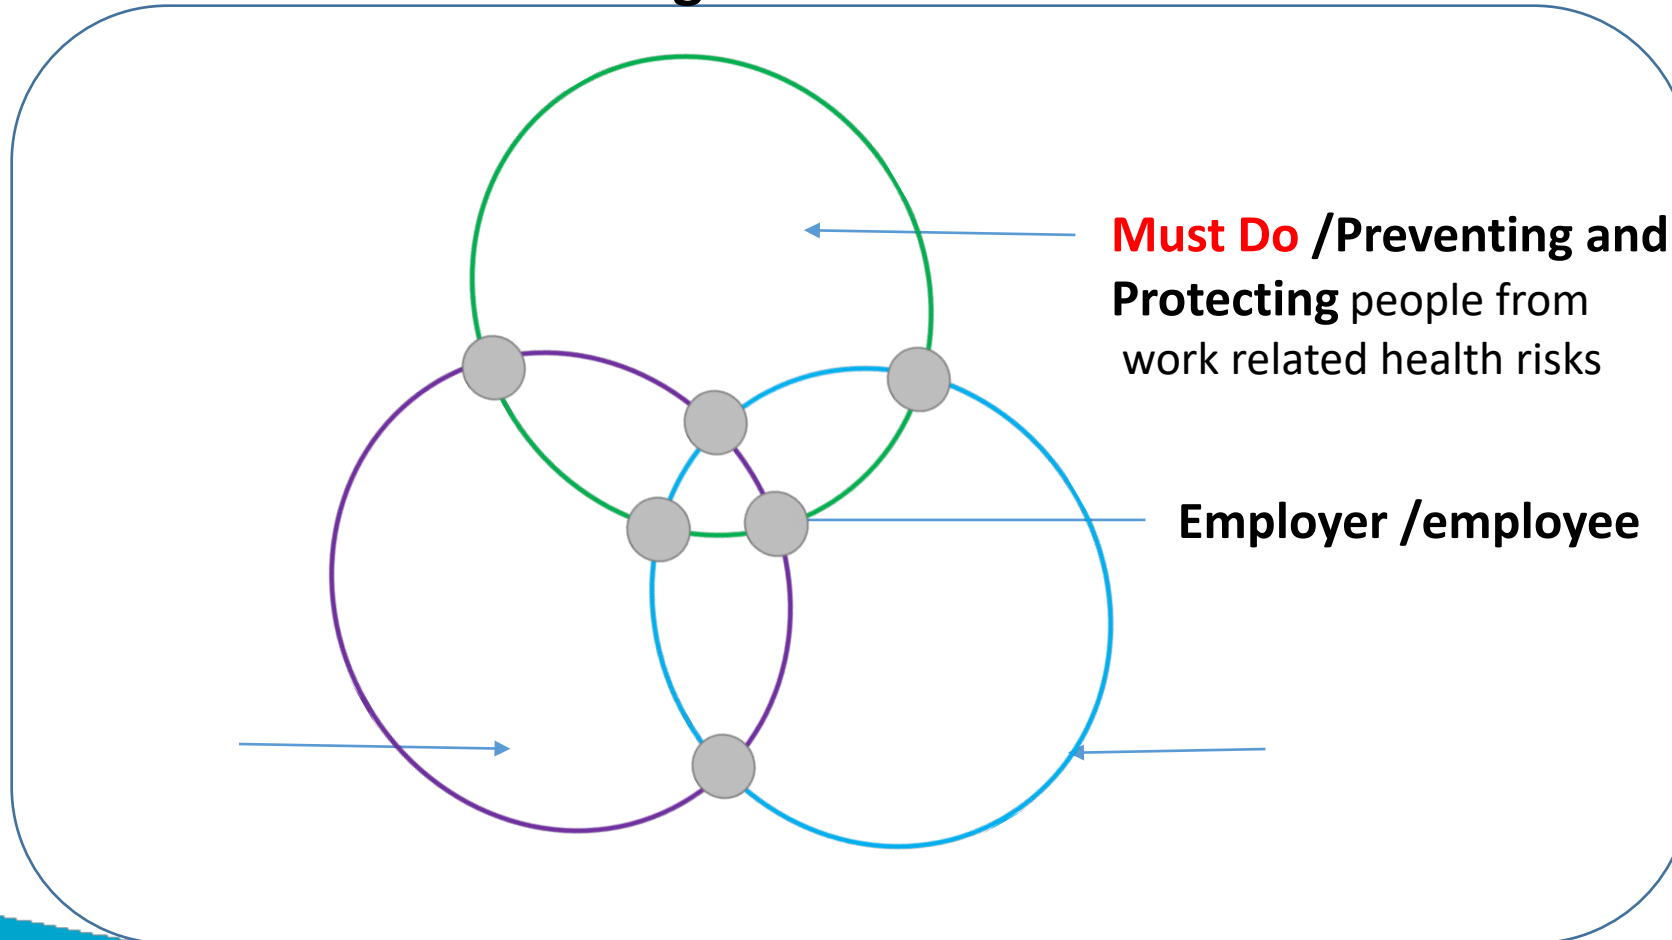 Must Do /Preventing and
Protecting people from
work related health risks
Employer /employee